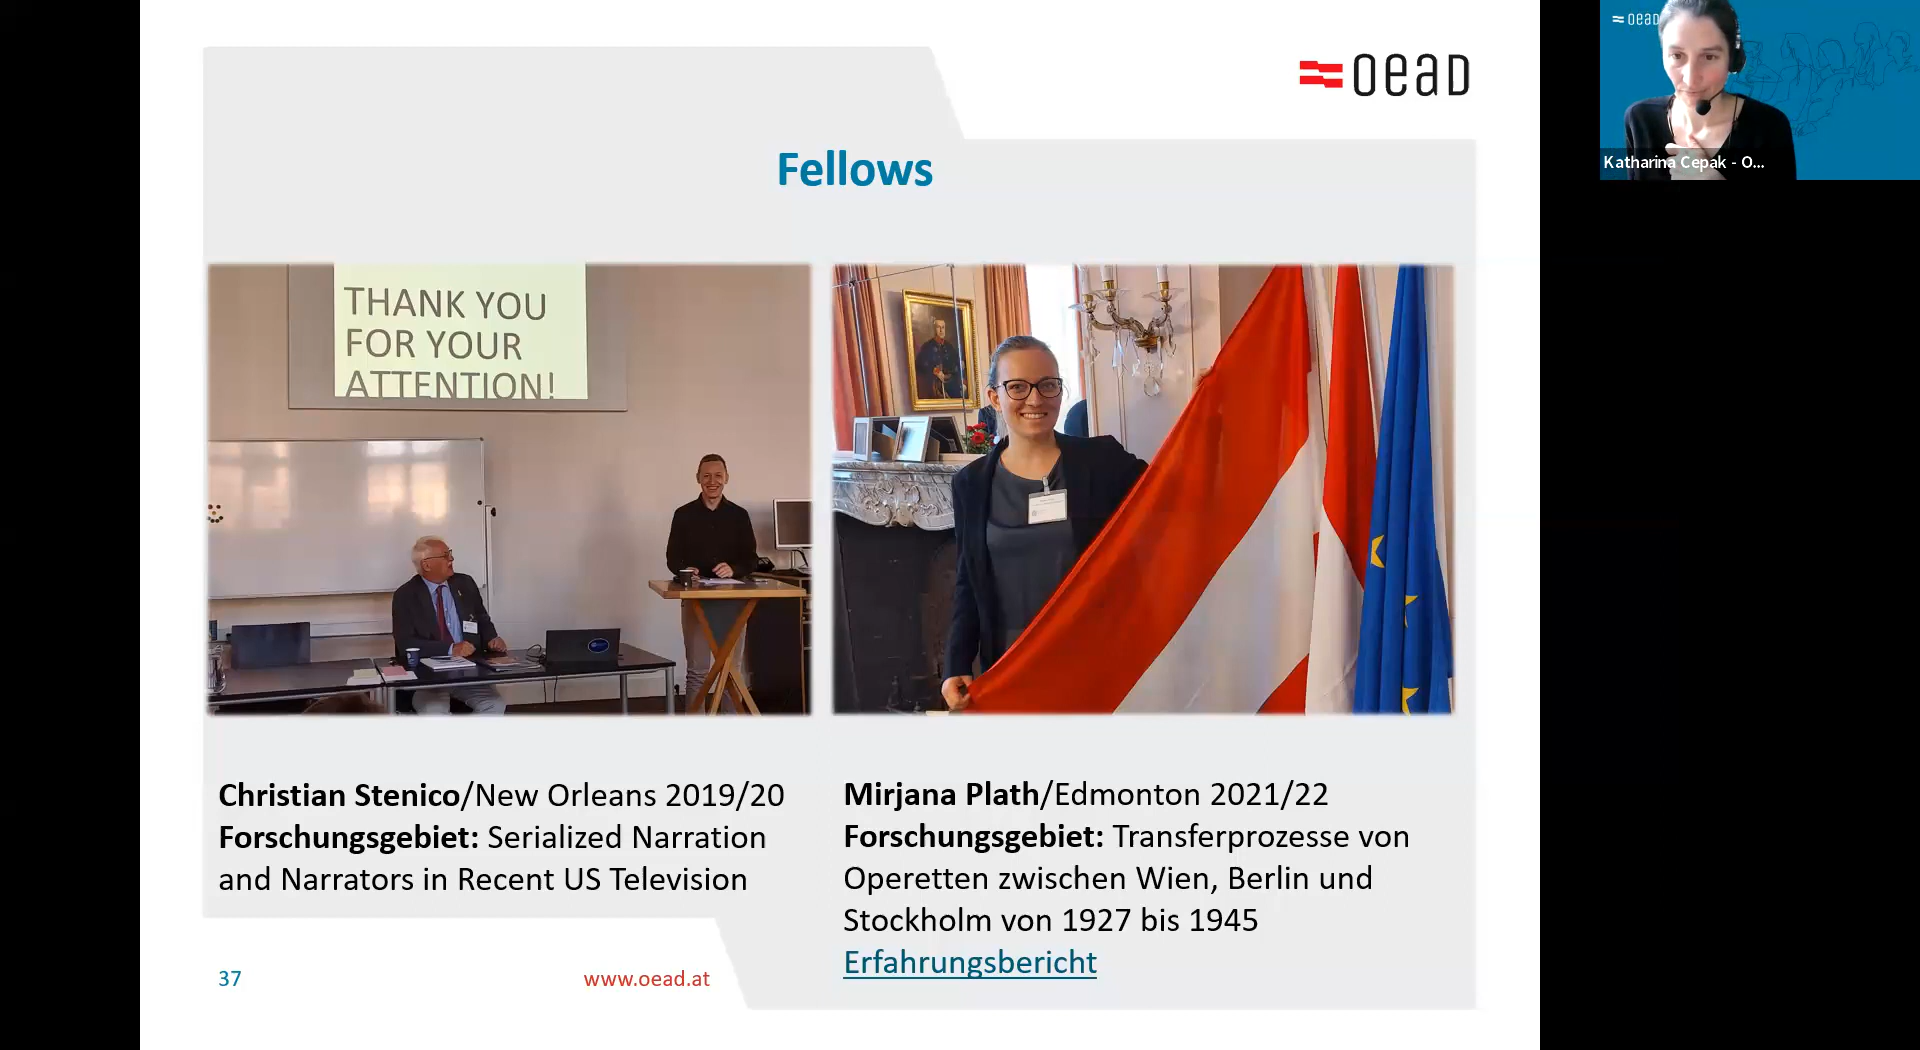 oead
Fellows
THANK YOU
FOR YOUR
ATTENTION!
Christian Stenico/New Orleans 2019/20
Forschungsgebiet: Serialized Narration
and Narrators in Recent US Television
Mirjana Plath/Edmonton 2021/22
Forschungsgebiet: Transferprozesse von
Operetten zwischen Wien, Berlin und
Stockholm von 1927 bis 1945
Erfahrungsbericht
37
www.oead.at
oead
Katharina Cepak - O...